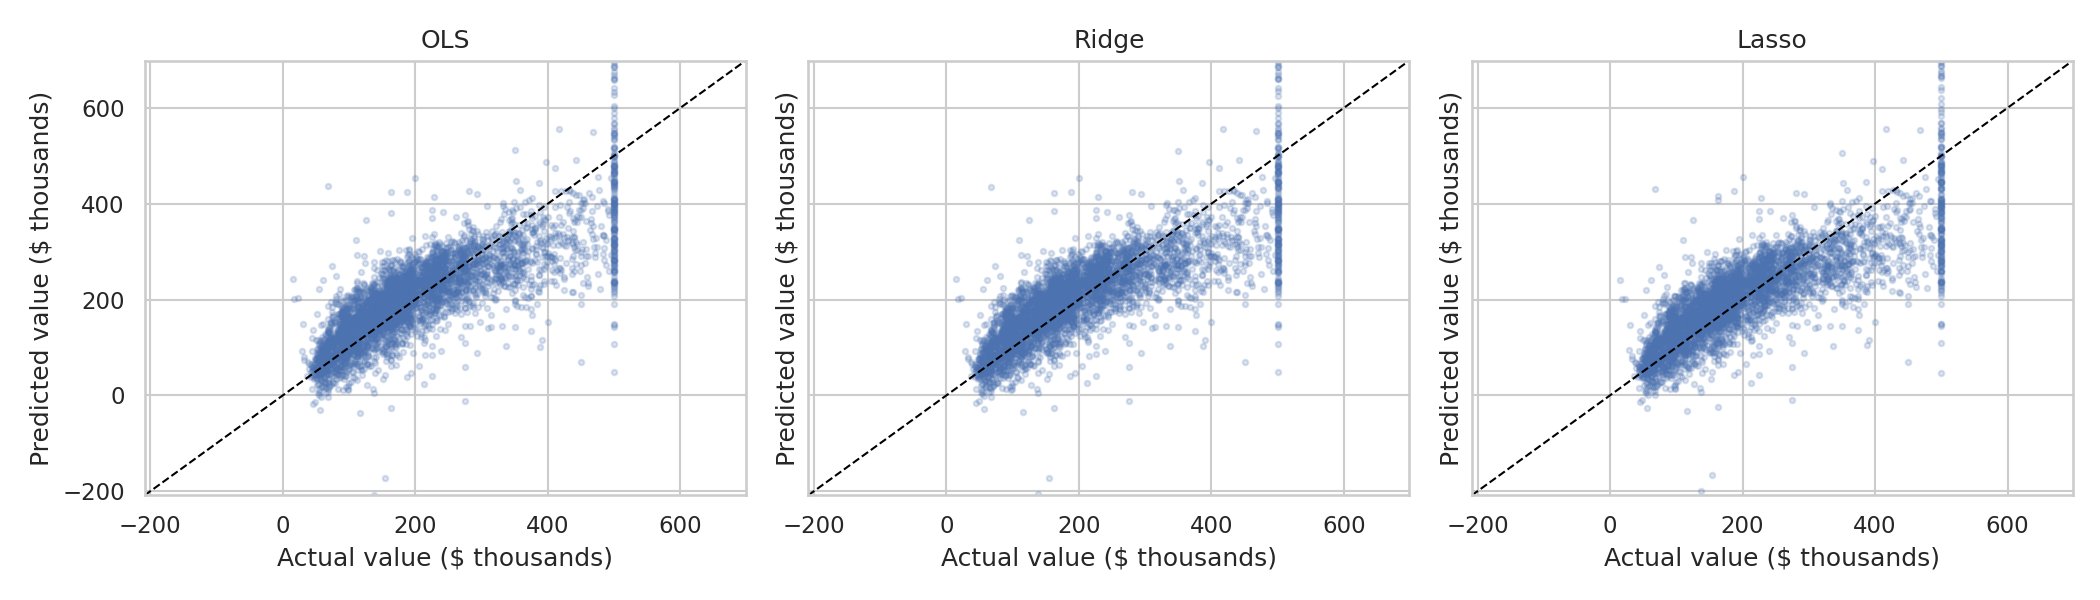 OLS
Ridge
Lasso
Predicted value ($ thousands)
600
400
200
0
−200
−200 0 200 400 600
Actual value ($ thousands)
Predicted value ($ thousands)
−200 0 200 400 600
Actual value ($ thousands)
Predicted value ($ thousands)
−200 0 200 400 600
Actual value ($ thousands)